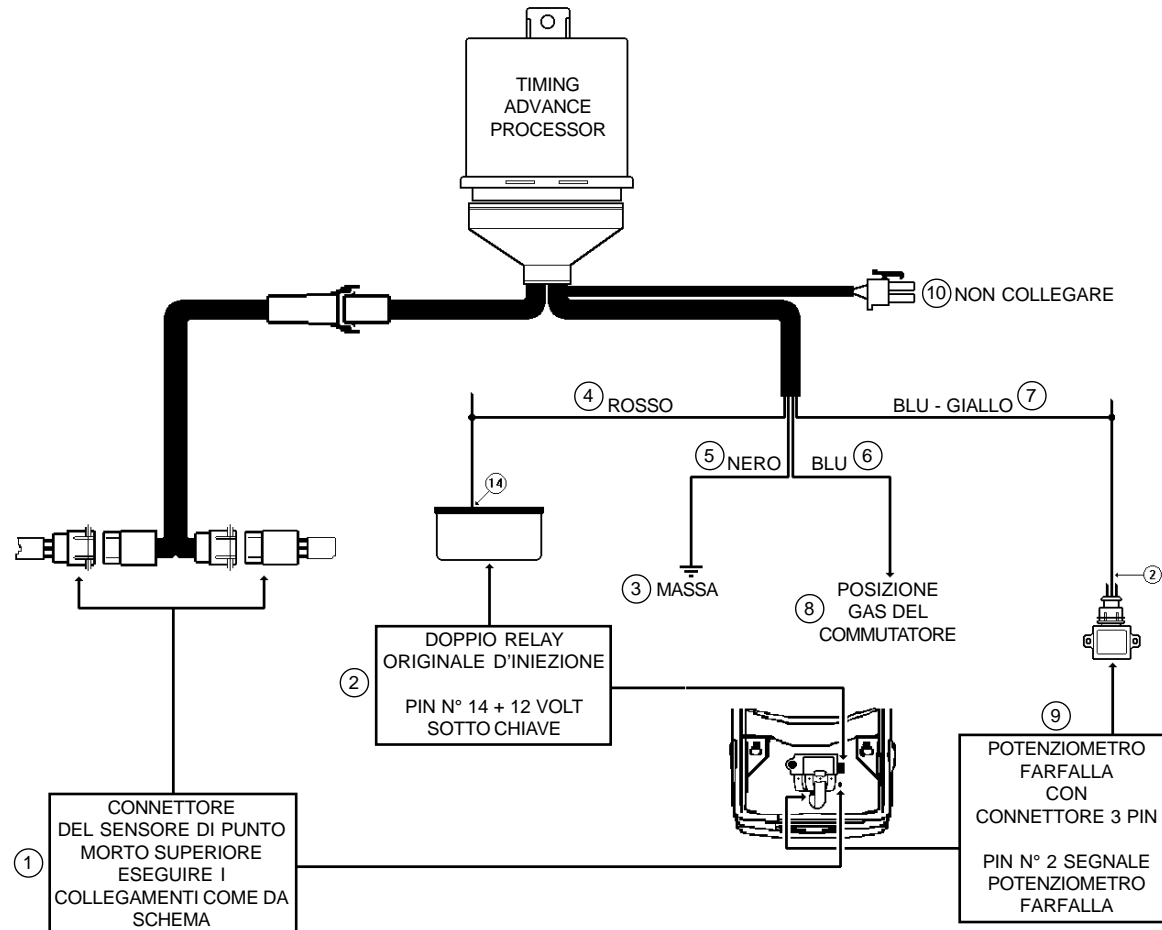 TIMING
ADVANCE
PROCESSOR
10 NON COLLEGARE
4 ROSSO
BLU - GIALLO 7
5 NERO
BLU 6
14
3 MASSA
8 POSIZIONE
GAS DEL
COMMUTATORE
2
2
DOPPIO RELAY
ORIGINALE D'INIEZIONE
PIN N° 14 + 12 VOLT
SOTTO CHIAVE
9
POTENZIOMETRO
FARFALLA
CON
CONNETTORE 3 PIN
PIN N° 2 SEGNALE
POTENZIOMETRO
FARFALLA
1
CONNETTORE
DEL SENSORE DI PUNTO
MORTO SUPERIORE
ESEGUIRE I
COLLEGAMENTI COME DA
SCHEMA